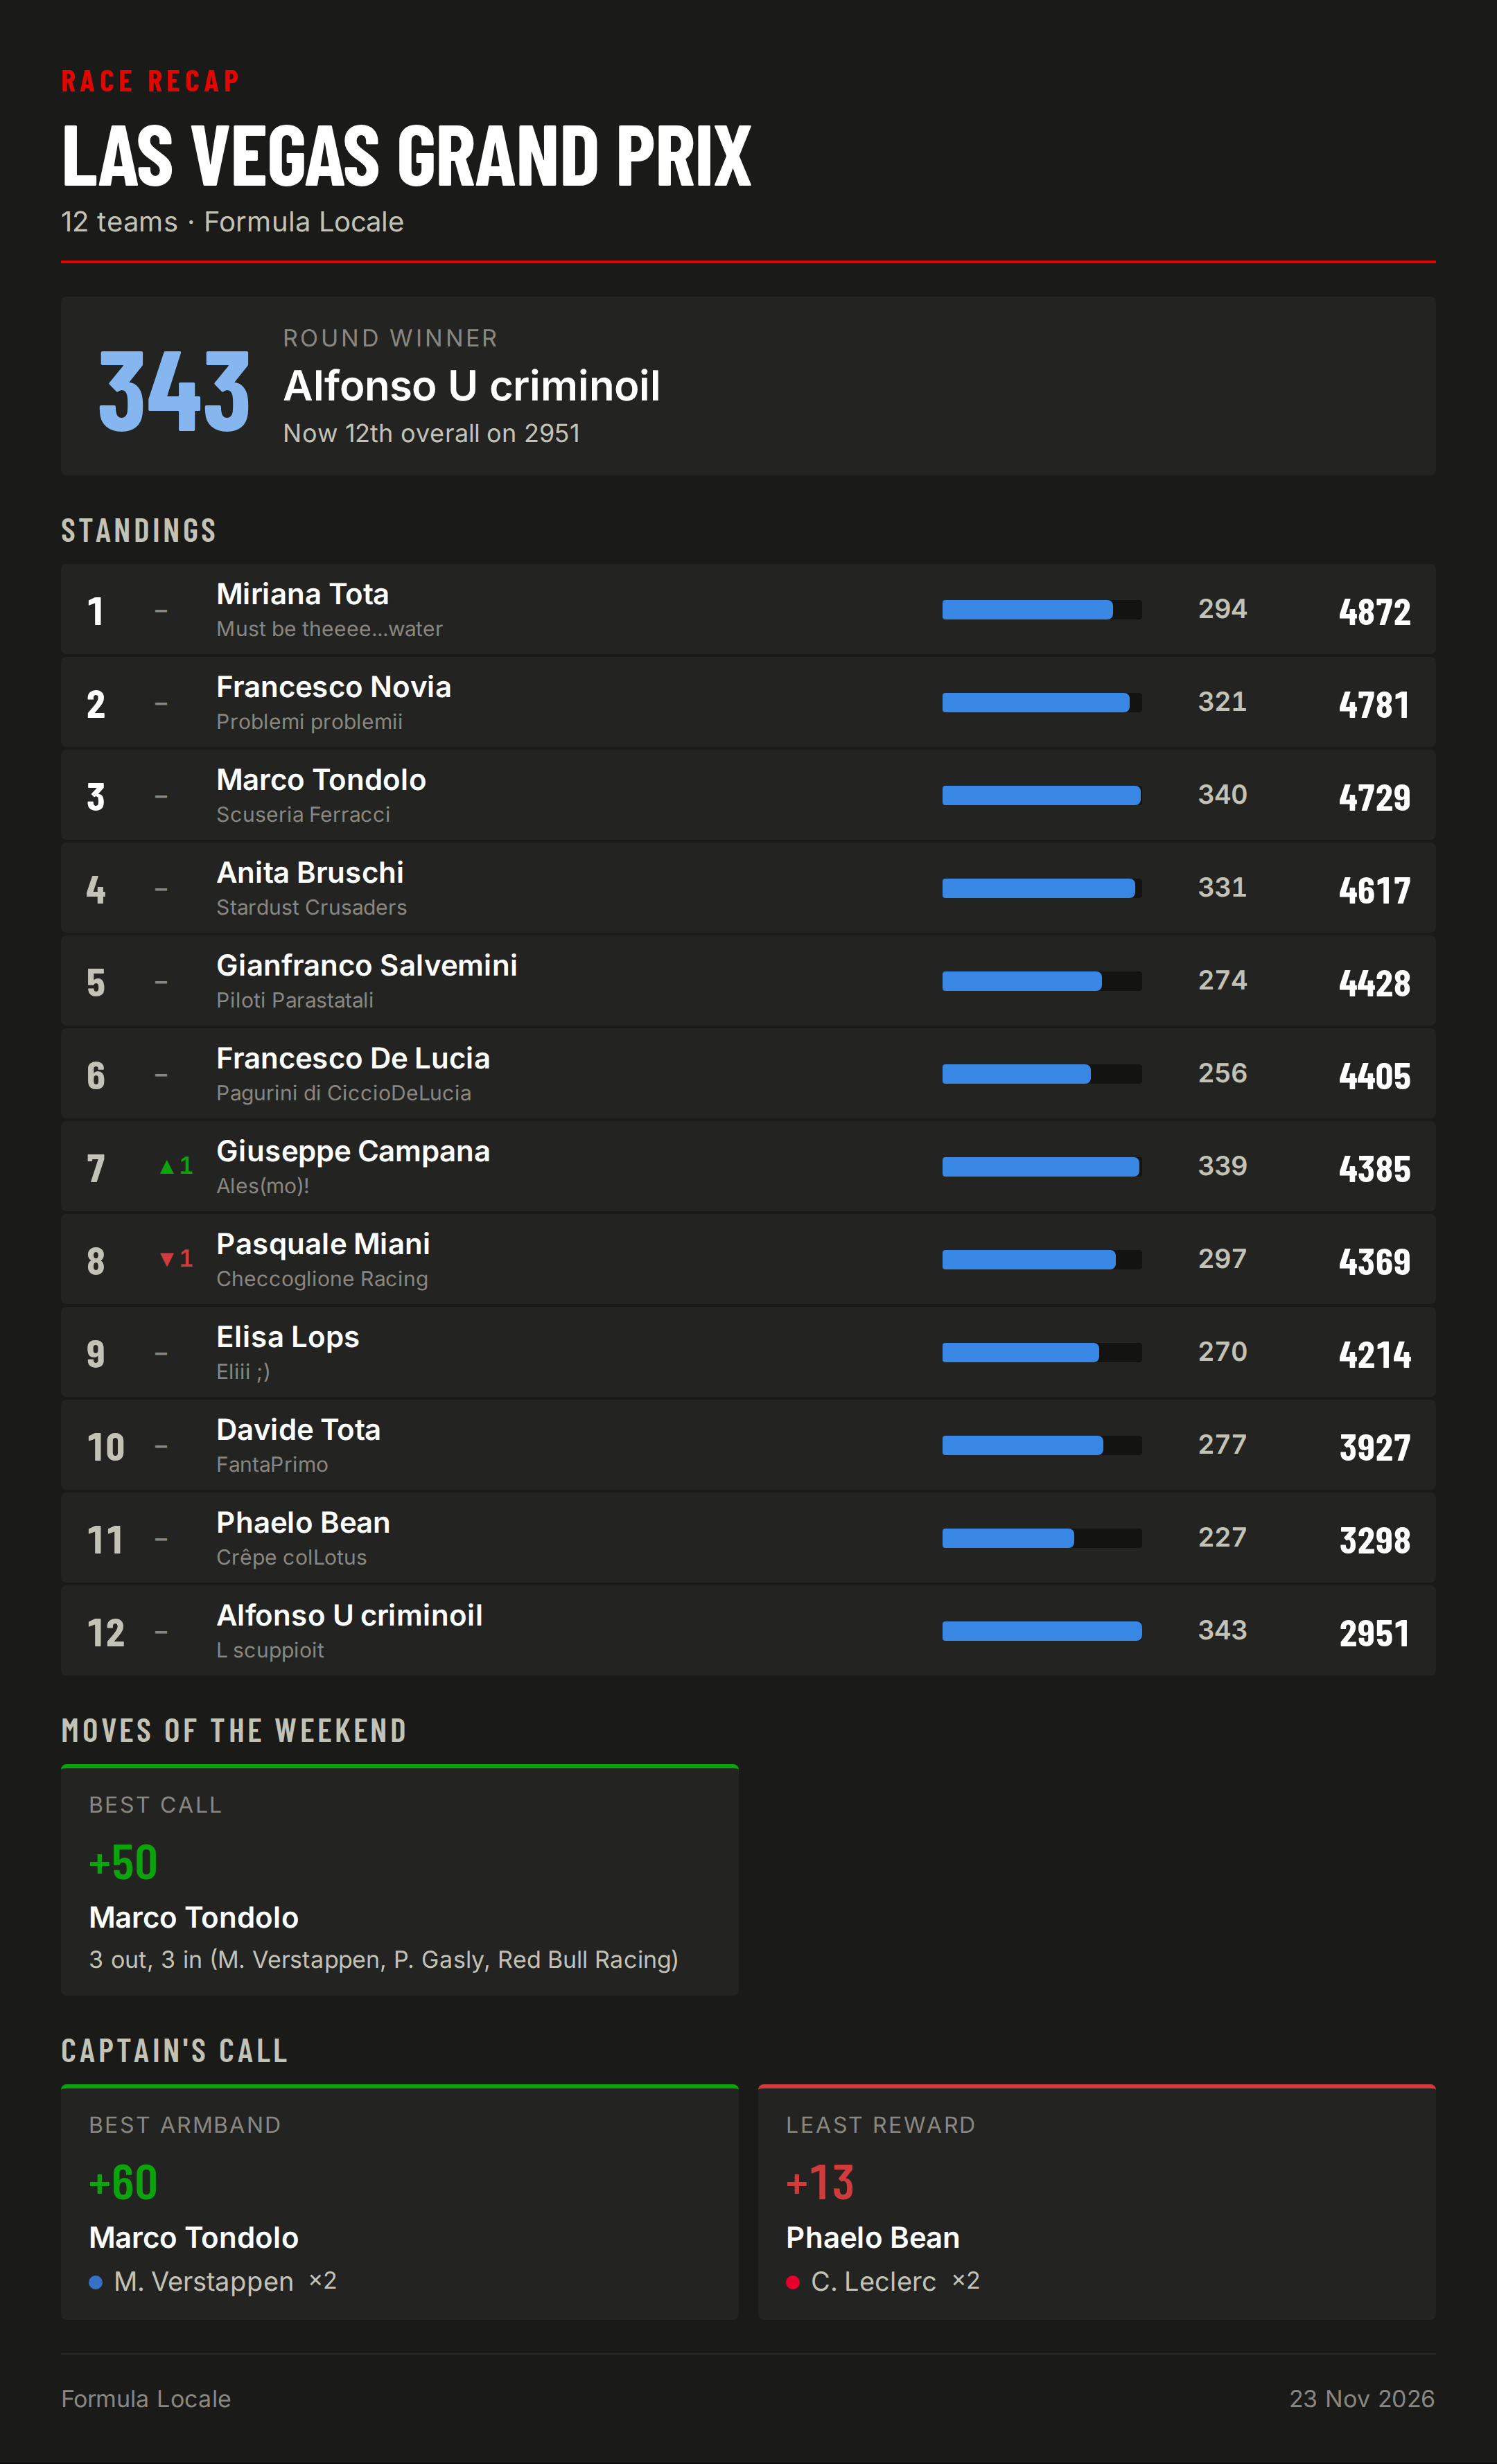 RACE RECAP
LAS VEGAS GRAND PRIX
12 teams · Formula Locale
343
ROUND WINNER
Alfonso U criminoil
Now 12th overall on 2951
STANDINGS
1 – Miriana Tota 294 4872
Must be theeee...water
2 – Francesco Novia 321 4781
Problemi problemii
3 – Marco Tondolo 340 4729
Scuseria Ferracci
4 – Anita Bruschi 331 4617
Stardust Crusaders
5 – Gianfranco Salvemini 274 4428
Piloti Parastatali
6 – Francesco De Lucia 256 4405
Pagurini di CiccioDeLucia
7 ▲1 Giuseppe Campana 339 4385
Ales(mo)!
8 ▼1 Pasquale Miani 297 4369
Checcoglione Racing
9 – Elisa Lops 270 4214
Eliii ;)
10 – Davide Tota 277 3927
FantaPrimo
11 – Phaelo Bean 227 3298
Crêpe colLotus
12 – Alfonso U criminoil 343 2951
L scuppioit
MOVES OF THE WEEKEND
BEST CALL
+50
Marco Tondolo
3 out, 3 in (M. Verstappen, P. Gasly, Red Bull Racing)
CAPTAIN'S CALL
BEST ARMBAND
+60
Marco Tondolo
M. Verstappen ×2
LEAST REWARD
+13
Phaelo Bean
C. Leclerc ×2
Formula Locale
23 Nov 2026